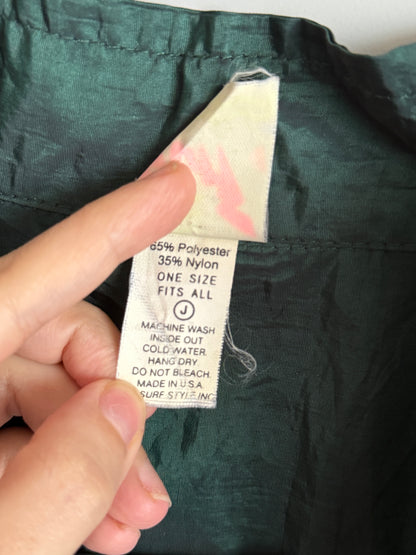 65% Polyester
35% Nylon
ONE SIZE
FITS ALL
J
MACHINE WASH
INSIDE OUT
COLD WATER.
HANG DRY.
DO NOT BLEACH.
MADE IN U.S.A.
SURF STYLE INC